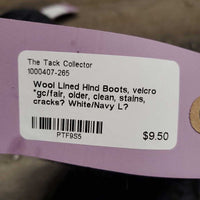 The Tack Collector
1000407-265
Wool Lined Hind Boots, velcro
*gc/fair, older, clean, stains,
cracks? White/Navy L?
PTF9S5
$9.50